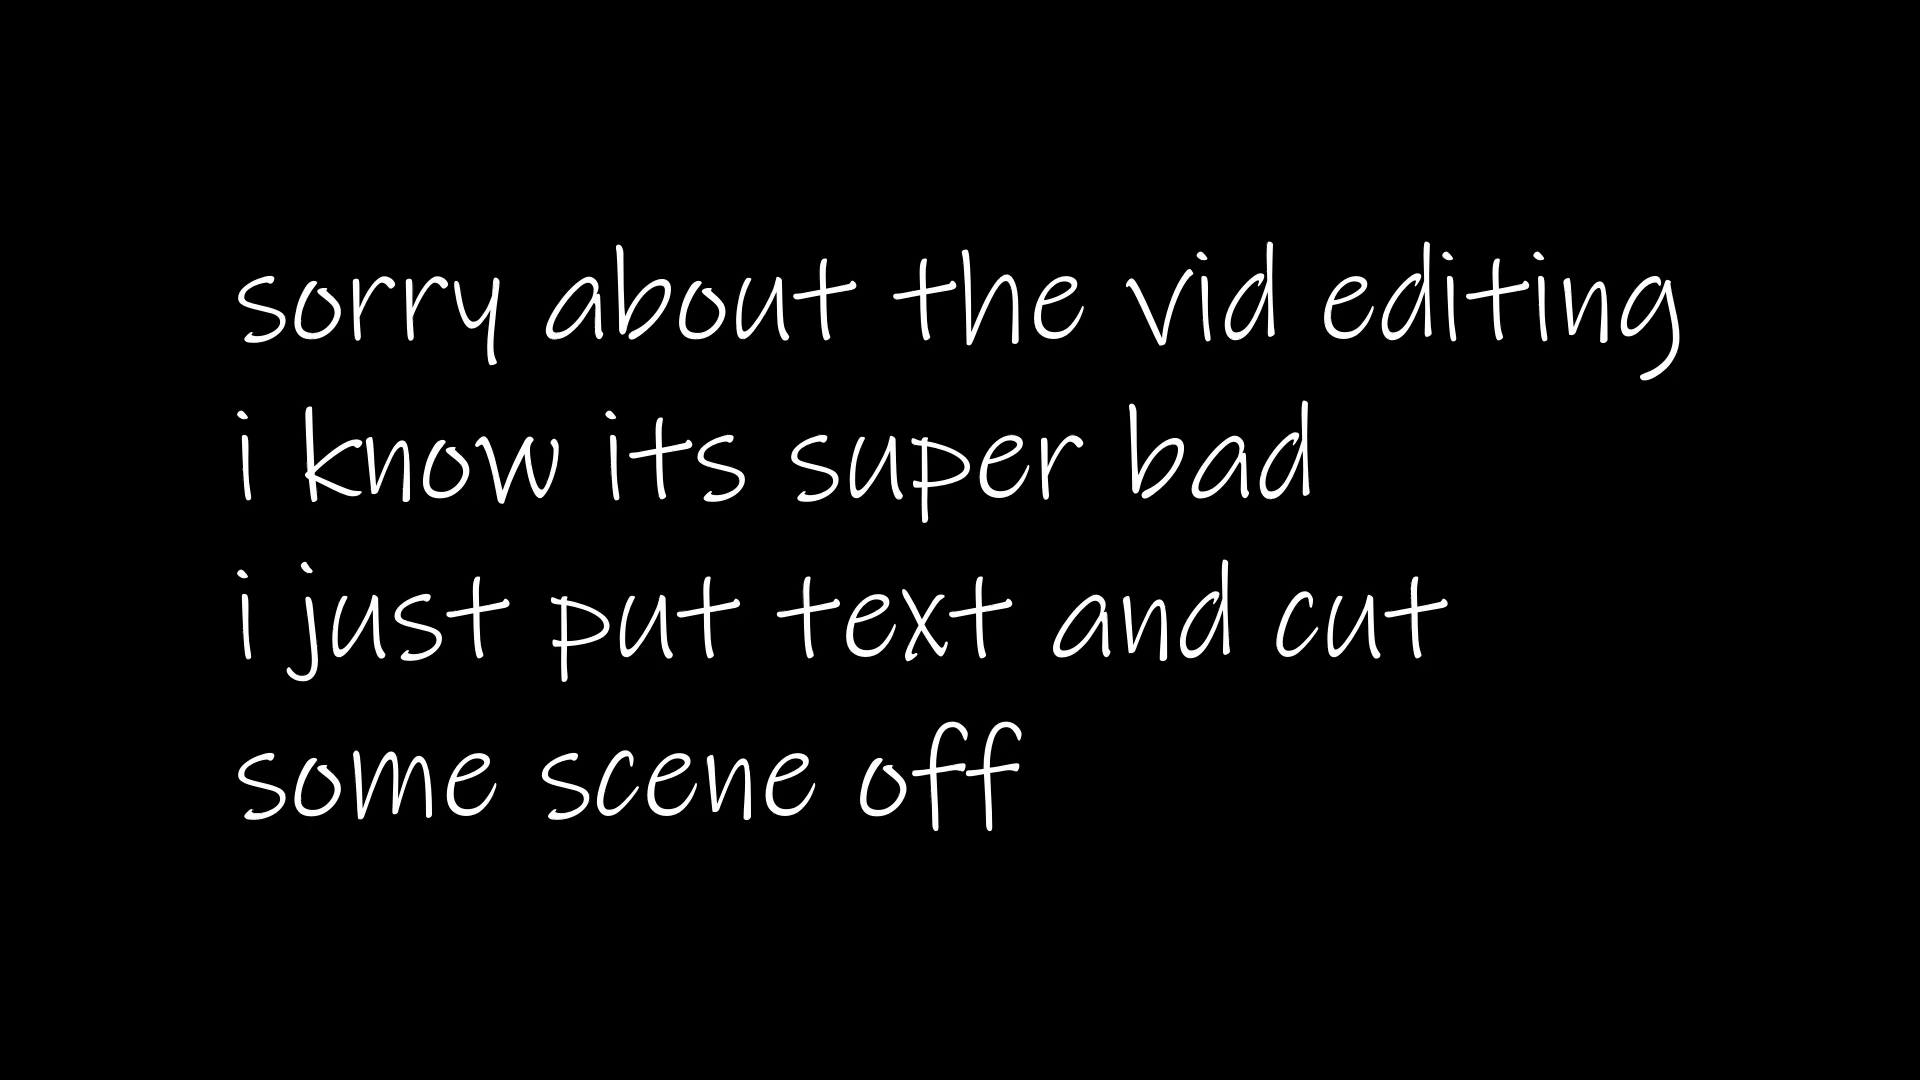 sorry about the vid editing
i know its super bad
i just put text and cut
some scene off